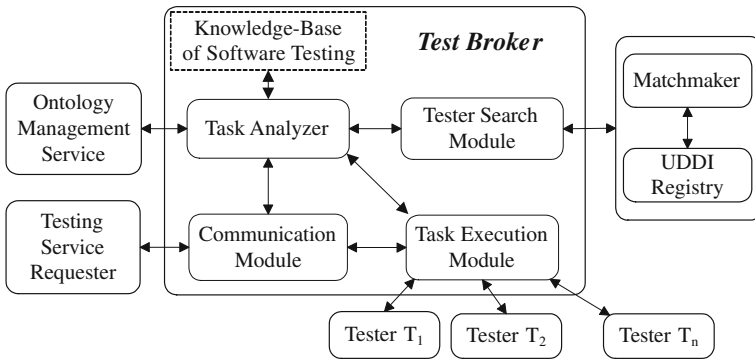 Knowledge-Base
of Software Testing
Test Broker
Ontology
Management
Service
Task Analyzer
Tester Search
Module
Matchmaker
UDDI
Registry
Testing
Service
Requester
Communication
Module
Task Execution
Module
Tester T1
Tester T2
Tester Tn